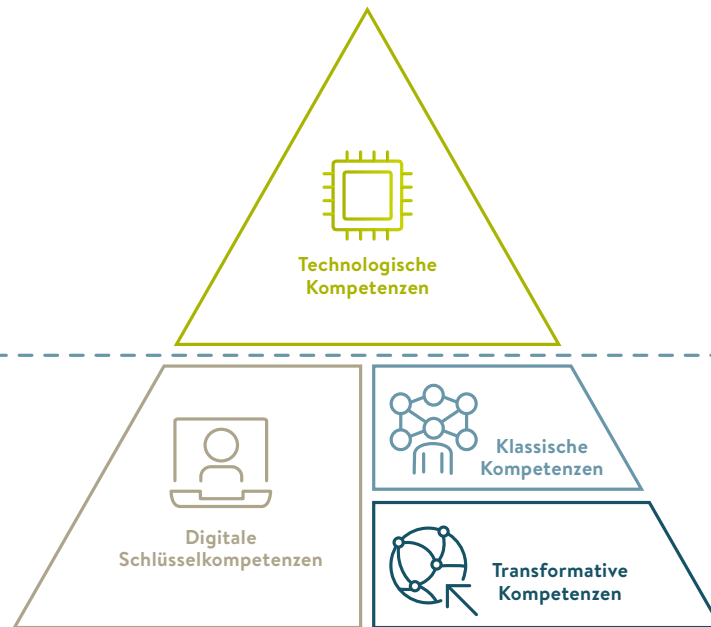 Technologische
Kompetenzen
Klassische
Kompetenzen
Digitale
Schlüsselkompetenzen
Transformative
Kompetenzen